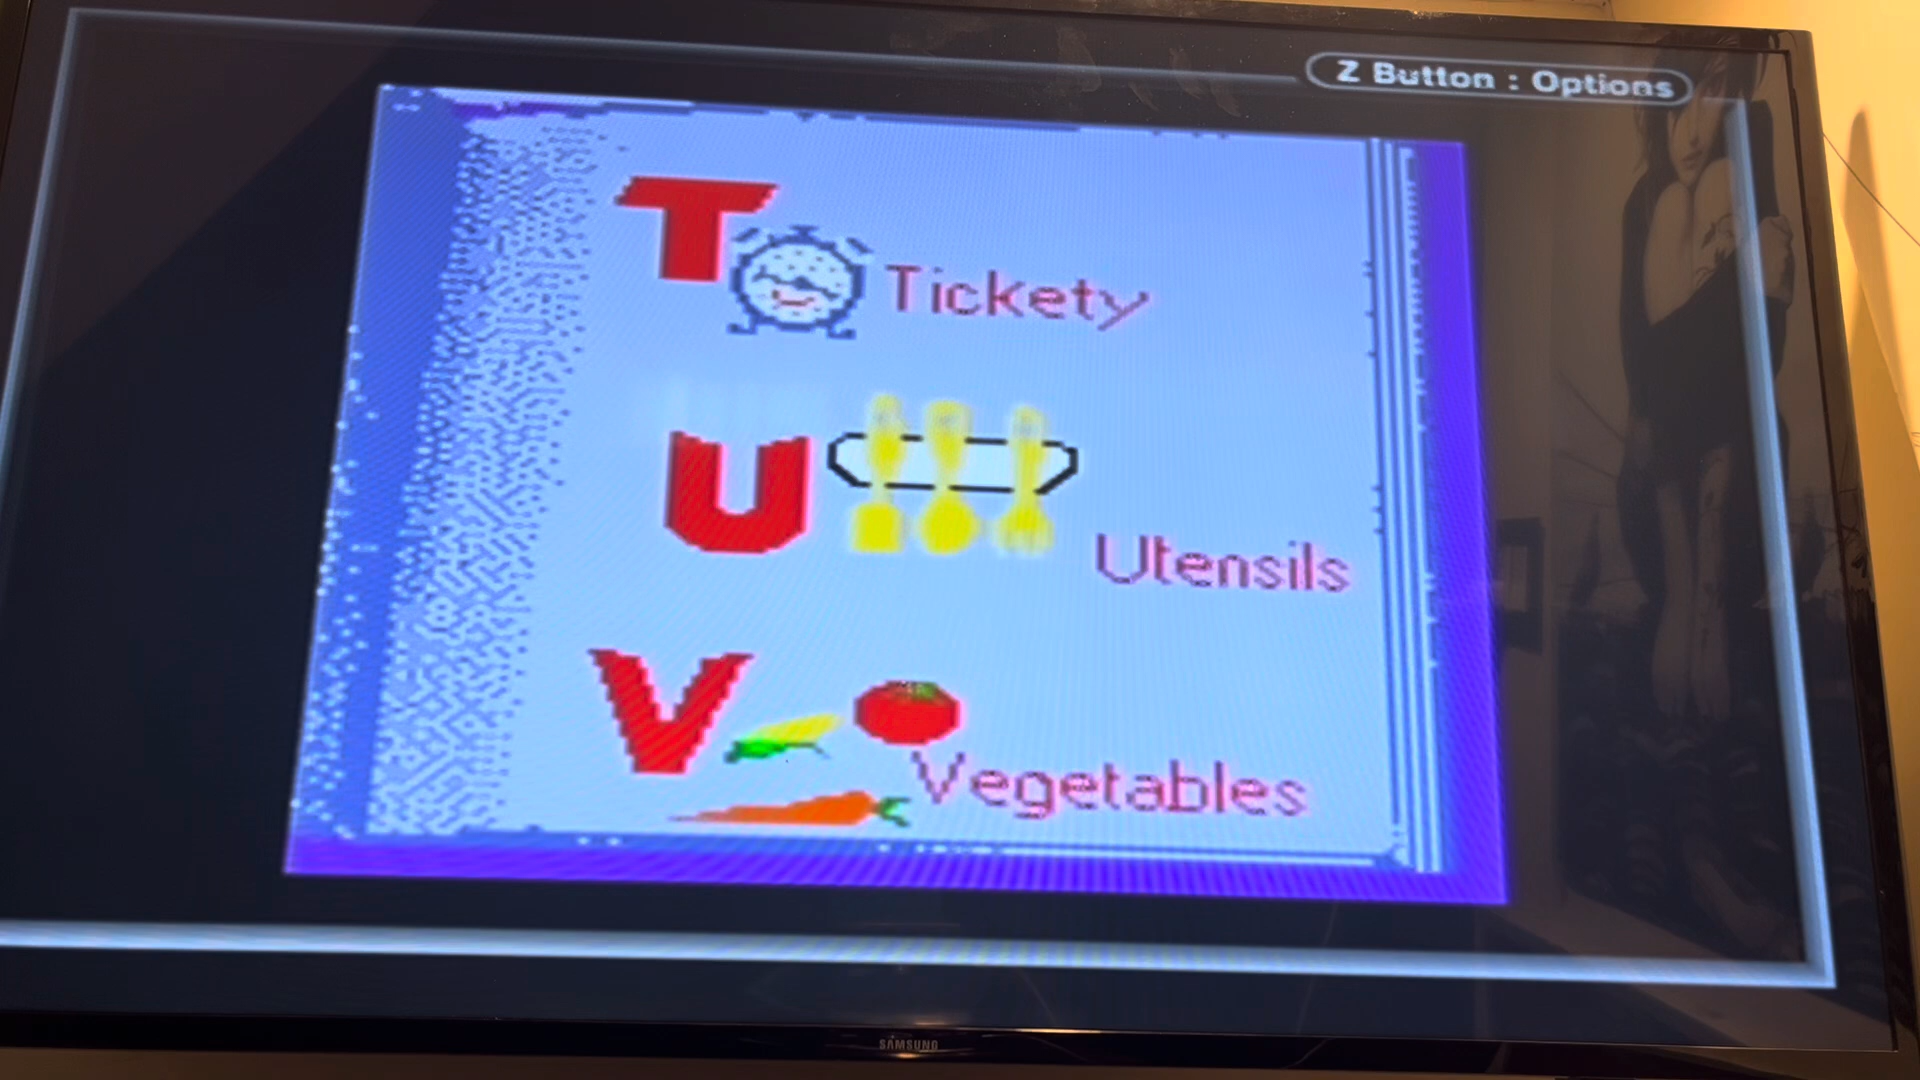 Z Button : Options
T
Tickety
U
Utensils
V
Vegetables
SAMSUNG